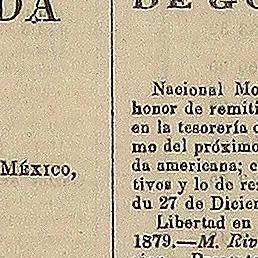 DA
MÉXICO,
DE GO
Nacional Mo
honor de remiti
en la tesorería
mo del próximo
da americana;
tivos y lo de re
du 27 de Dicien
Libertad en
1879.—M. Riv